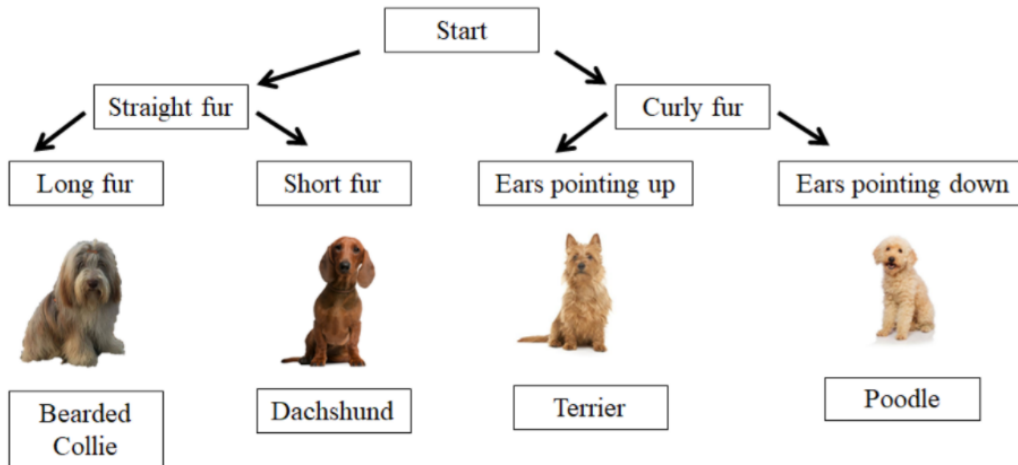 Start
Straight fur
Curly fur
Long fur
Short fur
Ears pointing up
Ears pointing down
Bearded
Collie
Dachshund
Terrier
Poodle